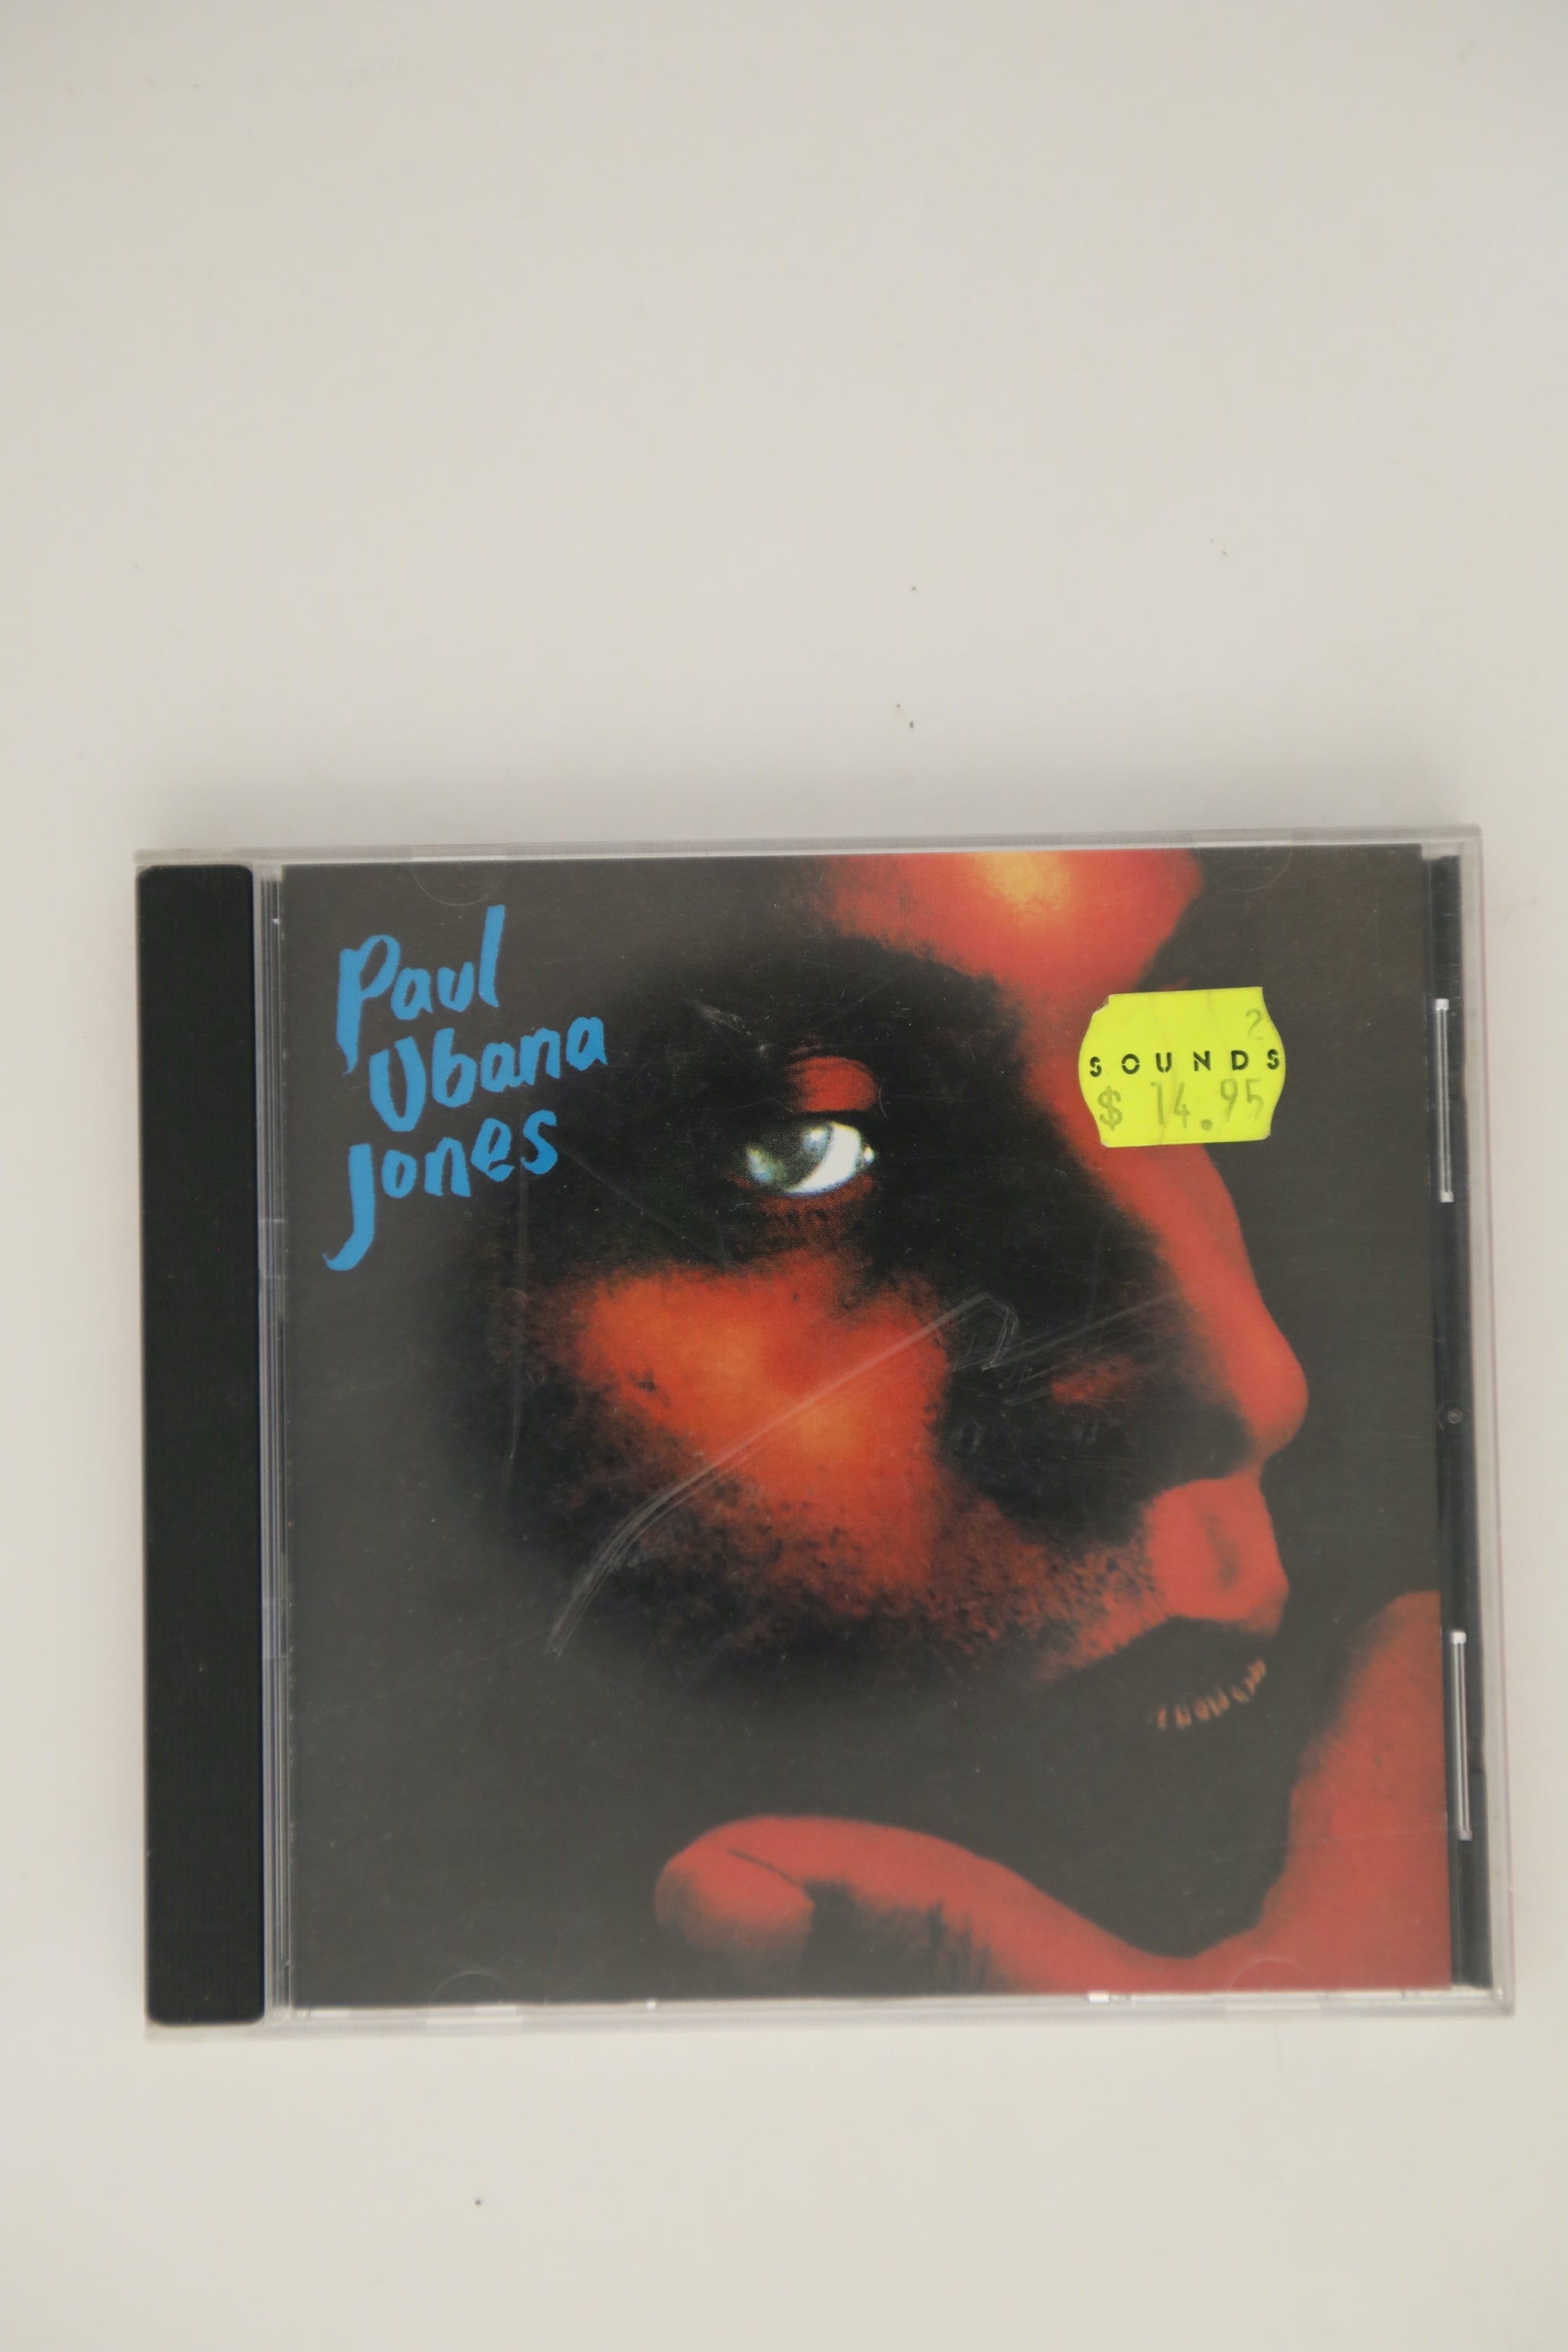 Paul
Ubana
Jones
2
SOUNDS
$ 14.95